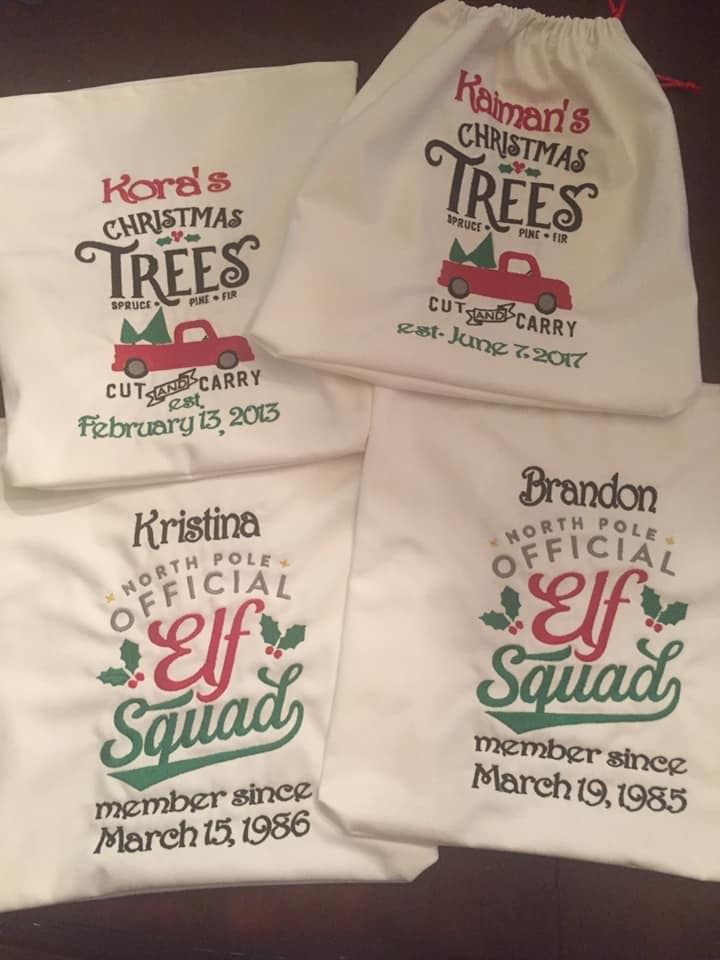 Kora's
CHRISTMAS
TREES
SPRUCE • PINE • FIR
CUT AND CARRY
est.
February 13, 2013
Kaiman's
CHRISTMAS
TREES
SPRUCE • PINE • FIR
CUT AND CARRY
est. June 7, 2017
Kristina
NORTH POLE
OFFICIAL
Elf
Squad
member since
March 15, 1986
Brandon
NORTH POLE
OFFICIAL
Elf
Squad
member since
March 19, 1985